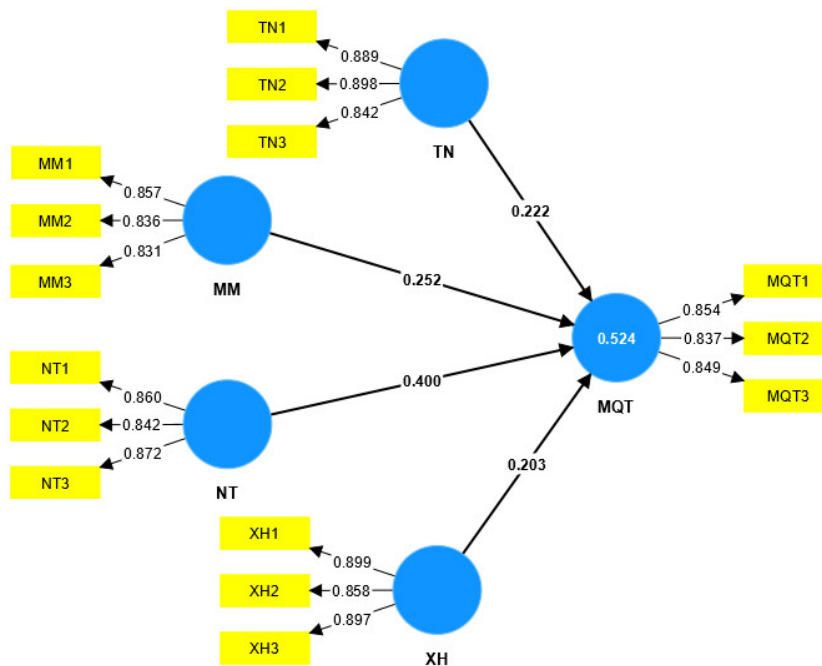 TN1
0.889
TN2
0.898
TN3
0.842
TN
MM1
0.857
MM2
0.836
MM3
0.831
MM
0.222
0.252
NT1
0.860
NT2
0.842
NT3
0.872
NT
0.400
0.203
XH1
0.899
XH2
0.858
XH3
0.897
XH
0.524
MQT
0.854
MQT1
0.837
MQT2
0.849
MQT3